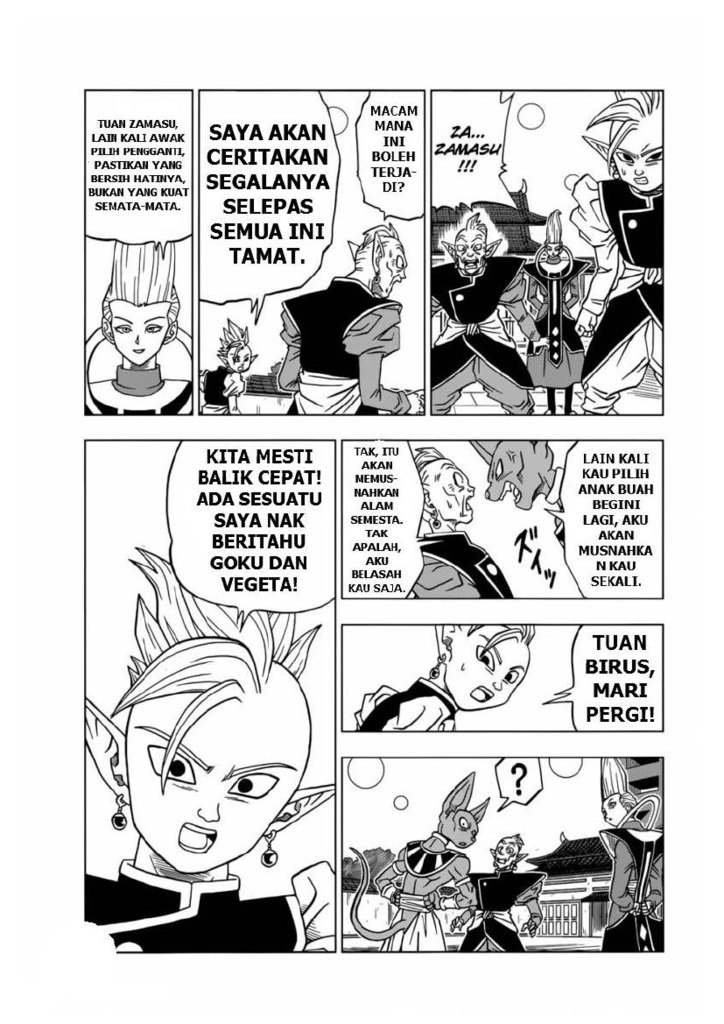 ZA...
ZAMASU
!!!
MACAM
MANA
INI
BOLEH
TERJA-
DI?
SAYA AKAN
CERITAKAN
SEGALANYA
SELEPAS
SEMUA INI
TAMAT.
TUAN ZAMASU,
LAIN KALI AWAK
PILIH PENGGANTI,
PASTIKAN YANG
BERSIH HATINYA,
BUKAN YANG KUAT
SEMATA-MATA.
LAIN KALI
KAU PILIH
ANAK BUAH
BEGINI
LAGI, AKU
AKAN
MUSNAHKA
N KAU
SEKALI.
ズイッ
TAK, ITU
AKAN
MEMUS-
NAHKAN
ALAM
SEMESTA.
TAK
APALAH,
AKU
BELASAH
KAU SAJA.
TUAN
BIRUS,
MARI
PERGI!
?
KITA MESTI
BALIK CEPAT!
ADA SESUATU
SAYA NAK
BERITAHU
GOKU DAN
VEGETA!